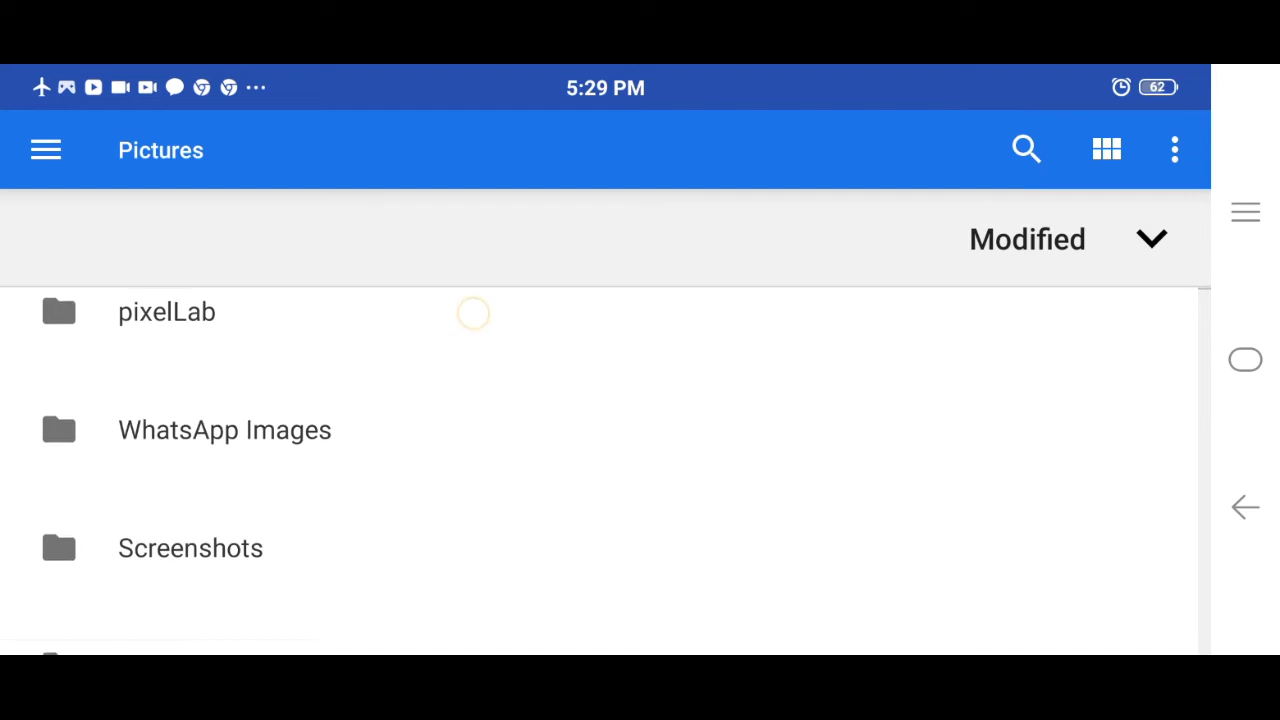 5:29 PM
62
Pictures
Modified
pixelLab
WhatsApp Images
Screenshots